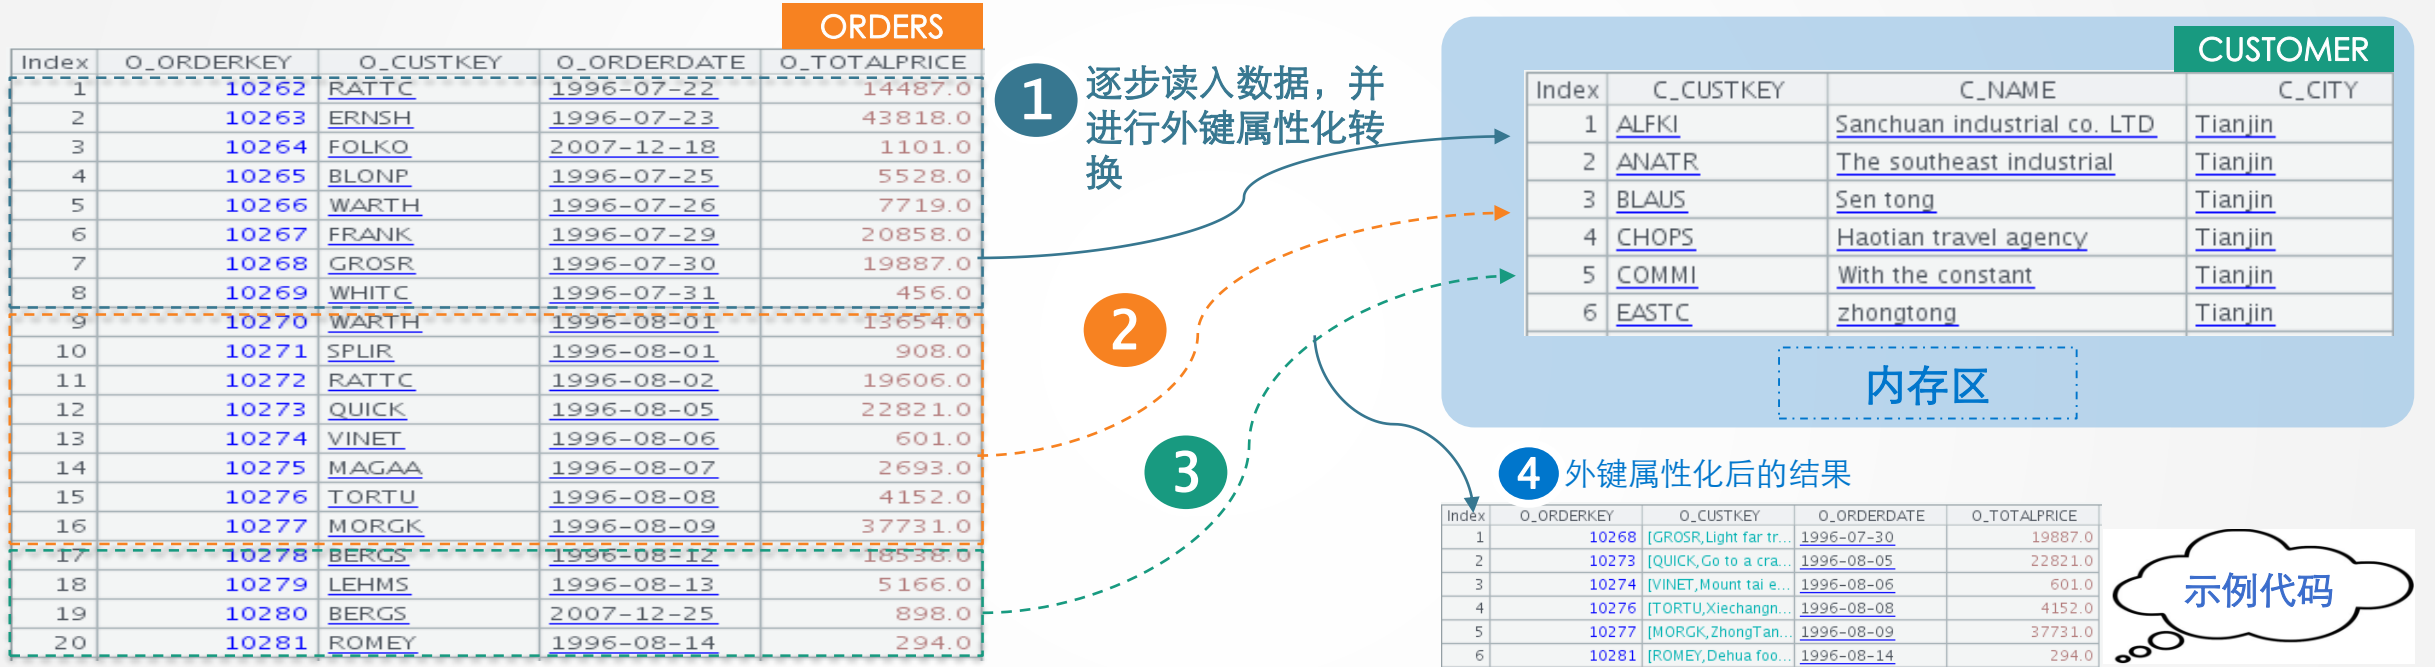 ORDERS
Index O_ORDERKEY O_CUSTKEY O_ORDERDATE O_TOTALPRICE
1 10262 RATTC 1996-07-22 14487.0
2 10263 ERNSH 1996-07-23 43818.0
3 10264 FOLKO 2007-12-18 1101.0
4 10265 BLONP 1996-07-25 5528.0
5 10266 WARTH 1996-07-26 7719.0
6 10267 FRANK 1996-07-29 20858.0
7 10268 GROSR 1996-07-30 19887.0
8 10269 WHITC 1996-07-31 456.0
9 10270 WARTH 1996-08-01 13654.0
10 10271 SPLIR 1996-08-01 908.0
11 10272 RATTC 1996-08-02 19606.0
12 10273 QUICK 1996-08-05 22821.0
13 10274 VINET 1996-08-06 601.0
14 10275 MAGAA 1996-08-07 2693.0
15 10276 TORTU 1996-08-08 4152.0
16 10277 MORGK 1996-08-09 37731.0
17 10278 BERGS 1996-08-12 18538.0
18 10279 LEHMS 1996-08-13 5166.0
19 10280 BERGS 2007-12-25 898.0
20 10281 ROMEY 1996-08-14 294.0
1
逐步读入数据，并
进行外键属性化转
换
2
3
CUSTOMER
Index C_CUSTKEY C_NAME C_CITY
1 ALFKI Sanchuan industrial co. LTD Tianjin
2 ANATR The southeast industrial Tianjin
3 BLAUS Sen tong Tianjin
4 CHOPS Haotian travel agency Tianjin
5 COMMI With the constant Tianjin
6 EASTC zhongtong Tianjin
内存区
4 外键属性化后的结果
Index O_ORDERKEY O_CUSTKEY O_ORDERDATE O_TOTALPRICE
1 10268 [GROSR,Light far tr... 1996-07-30 19887.0
2 10273 [QUICK,Go to a cra... 1996-08-05 22821.0
3 10274 [VINET,Mount tai e... 1996-08-06 601.0
4 10276 [TORTU,Xiechangn... 1996-08-08 4152.0
5 10277 [MORGK,ZhongTan... 1996-08-09 37731.0
6 10281 [ROMEY,Dehua foo... 1996-08-14 294.0
示例代码